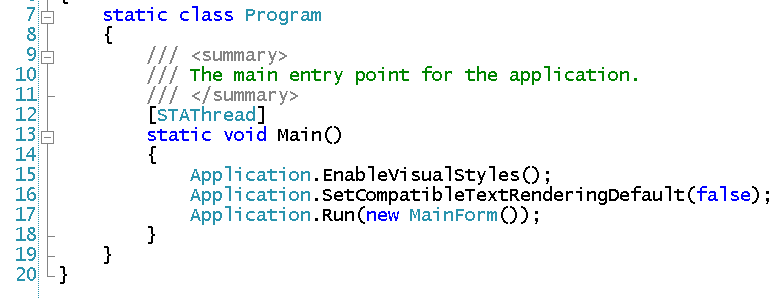 7 static class Program
8 {
9 /// <summary>
10 /// The main entry point for the application.
11 /// </summary>
12 [STAThread]
13 static void Main()
14 {
15 Application.EnableVisualStyles();
16 Application.SetCompatibleTextRenderingDefault(false);
17 Application.Run(new MainForm());
18 }
19 }
20 }